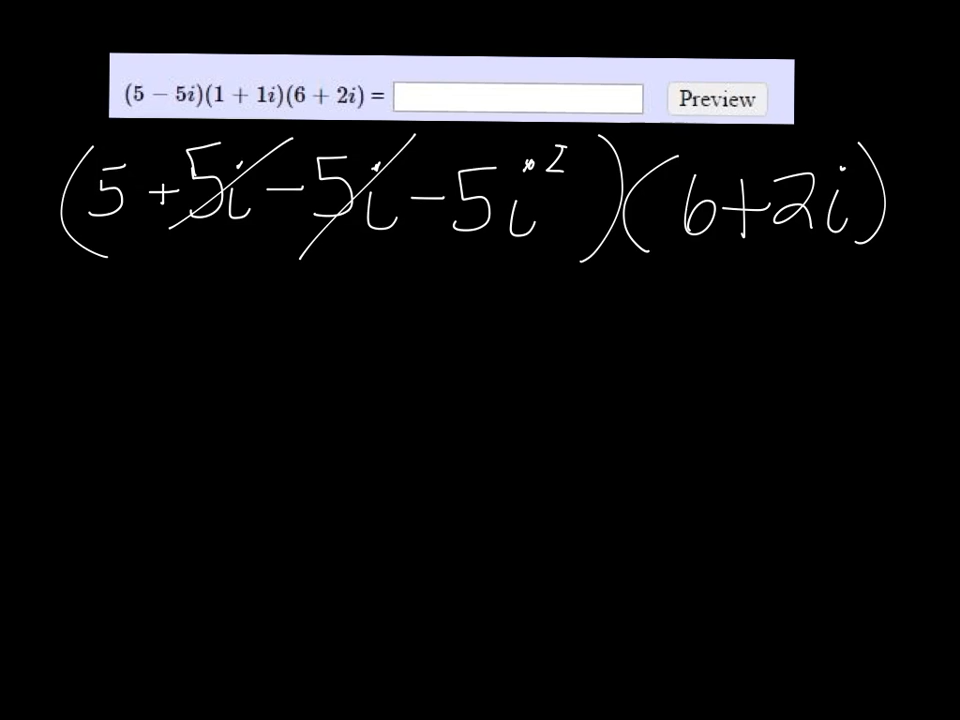 (5 − 5i)(1 + 1i)(6 + 2i) = Preview
(5 + 5i − 5i − 5i²)(6 + 2i)